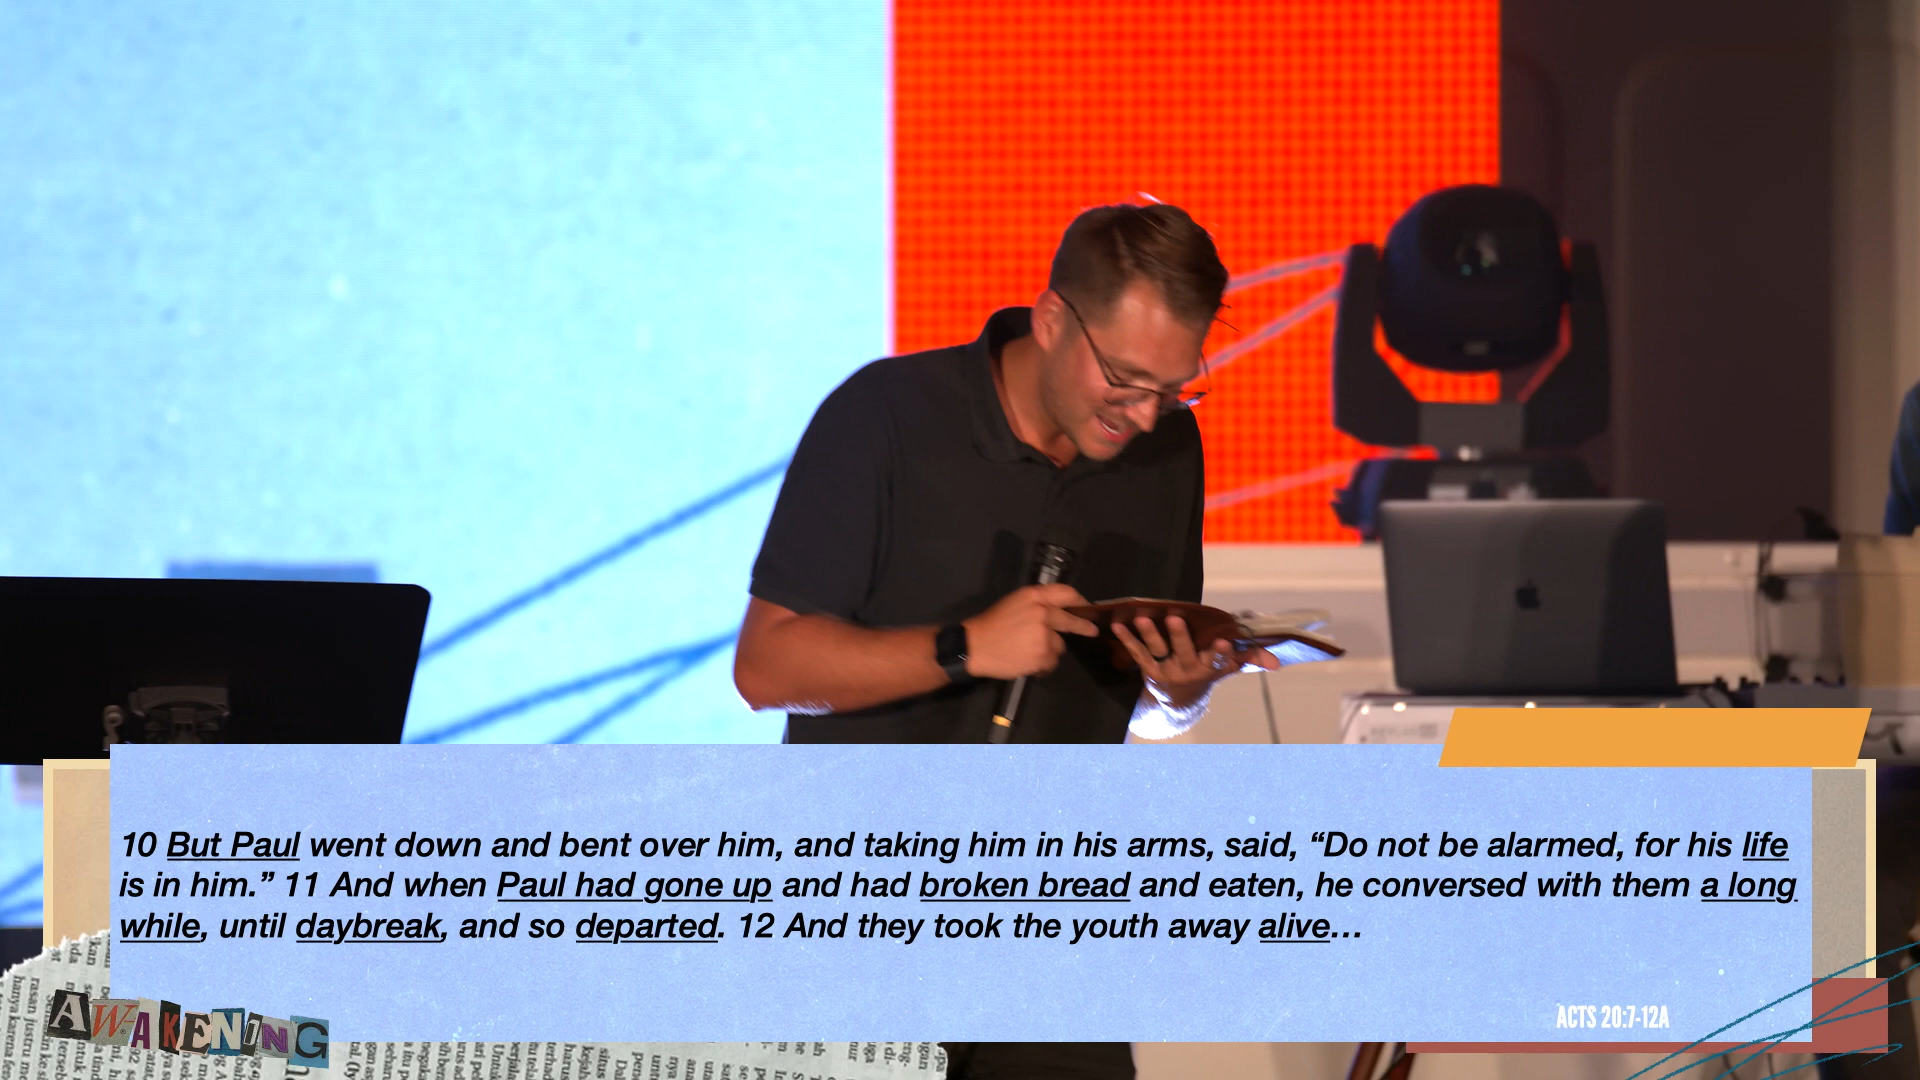 10 But Paul went down and bent over him, and taking him in his arms, said, “Do not be alarmed, for his life
is in him.” 11 And when Paul had gone up and had broken bread and eaten, he conversed with them a long
while, until daybreak, and so departed. 12 And they took the youth away alive…
ACTS 20:7-12A
AWAKENING